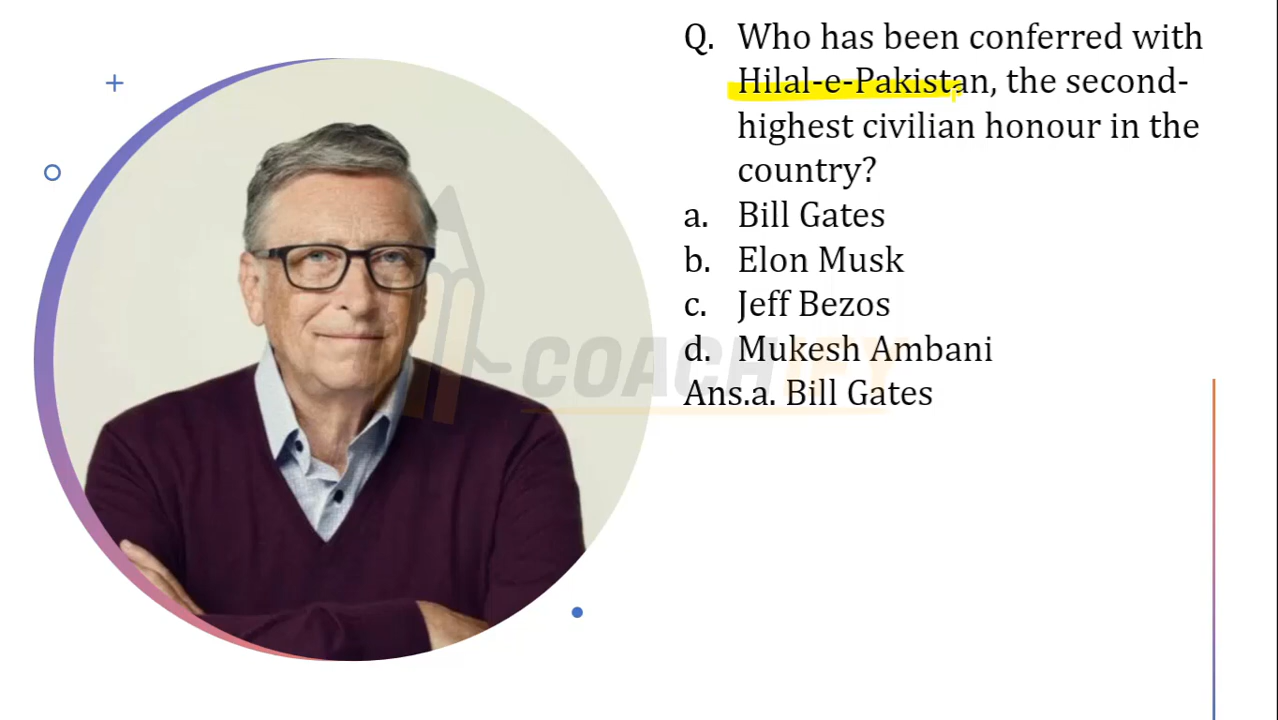 Q. Who has been conferred with
Hilal-e-Pakistan, the second-
highest civilian honour in the
country?
a. Bill Gates
b. Elon Musk
c. Jeff Bezos
d. Mukesh Ambani
COACHIFY
Ans.a. Bill Gates